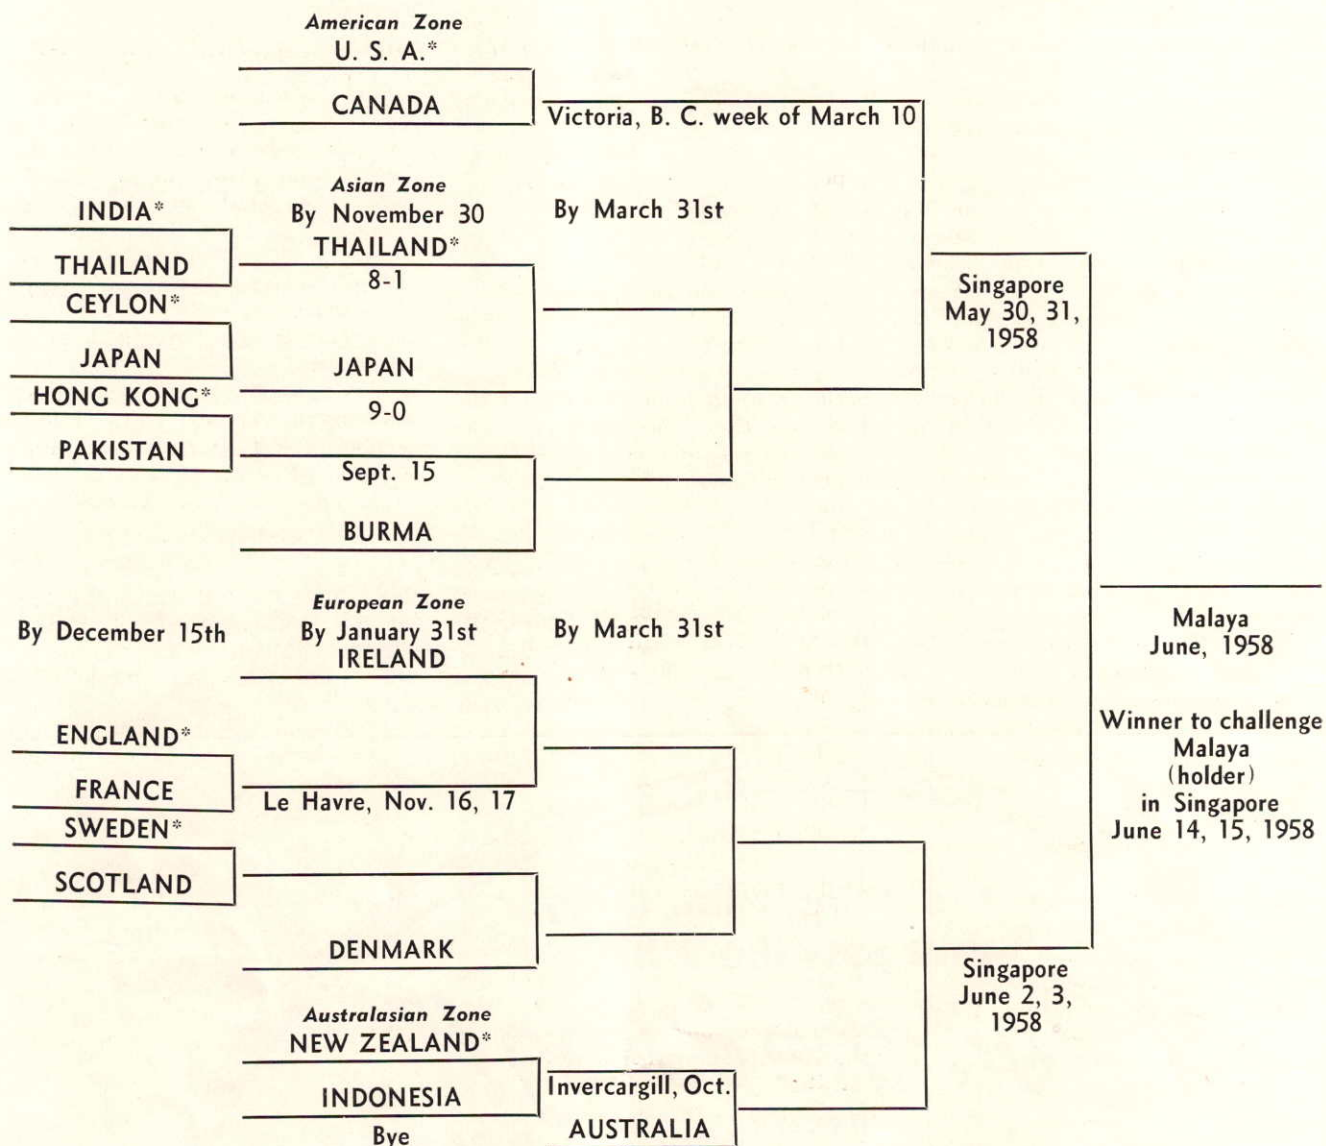 American Zone
U. S. A.*
CANADA
Victoria, B. C. week of March 10
Asian Zone
By November 30
By March 31st
INDIA*
THAILAND
THAILAND*
8-1
CEYLON*
JAPAN
JAPAN
9-0
HONG KONG*
PAKISTAN
Sept. 15
BURMA
Singapore
May 30, 31,
1958
European Zone
By December 15th
By January 31st
By March 31st
IRELAND
ENGLAND*
FRANCE
Le Havre, Nov. 16, 17
SWEDEN*
SCOTLAND
DENMARK
Malaya
June, 1958
Winner to challenge
Malaya
(holder)
in Singapore
June 14, 15, 1958
Singapore
June 2, 3,
1958
Australasian Zone
NEW ZEALAND*
INDONESIA
Bye
Invercargill, Oct.
AUSTRALIA